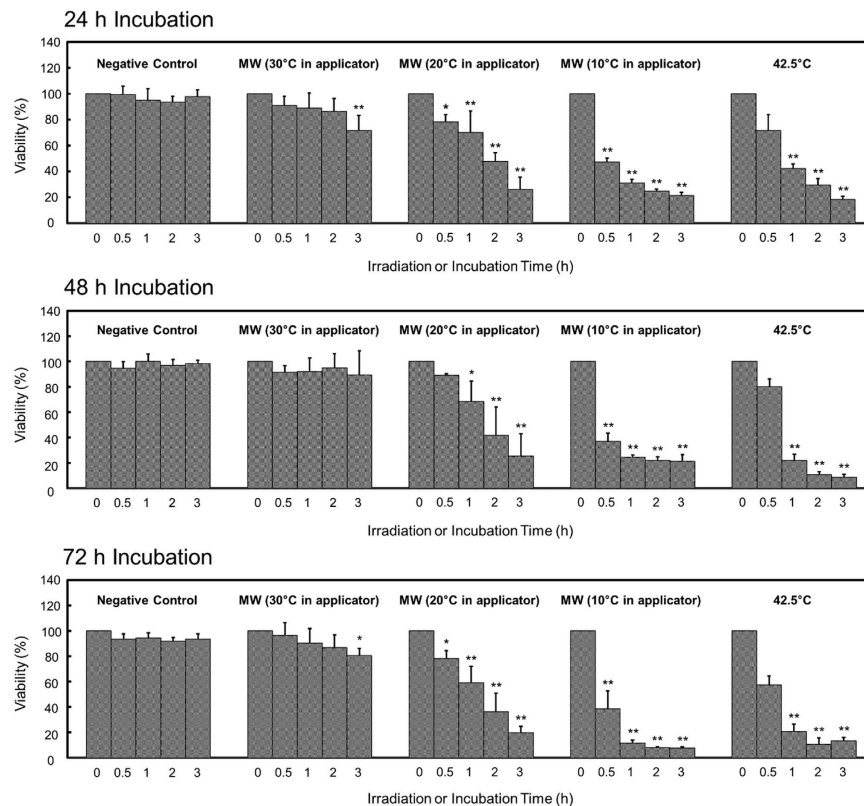 24 h Incubation
140
120
100
80
60
40
20
0
Viability (%)
Negative Control
MW (30°C in applicator)
MW (20°C in applicator)
MW (10°C in applicator)
42.5°C
**
* ** ** **
** ** ** **
** ** **
0 0.5 1 2 3 0 0.5 1 2 3 0 0.5 1 2 3 0 0.5 1 2 3 0 0.5 1 2 3
Irradiation or Incubation Time (h)
48 h Incubation
140
120
100
80
60
40
20
0
Viability (%)
Negative Control
MW (30°C in applicator)
MW (20°C in applicator)
MW (10°C in applicator)
42.5°C
* ** **
** ** ** **
** ** **
0 0.5 1 2 3 0 0.5 1 2 3 0 0.5 1 2 3 0 0.5 1 2 3 0 0.5 1 2 3
Irradiation or Incubation Time (h)
72 h Incubation
140
120
100
80
60
40
20
0
Viability (%)
Negative Control
MW (30°C in applicator)
MW (20°C in applicator)
MW (10°C in applicator)
42.5°C
*
* ** ** **
** ** ** **
** ** **
0 0.5 1 2 3 0 0.5 1 2 3 0 0.5 1 2 3 0 0.5 1 2 3 0 0.5 1 2 3
Irradiation or Incubation Time (h)